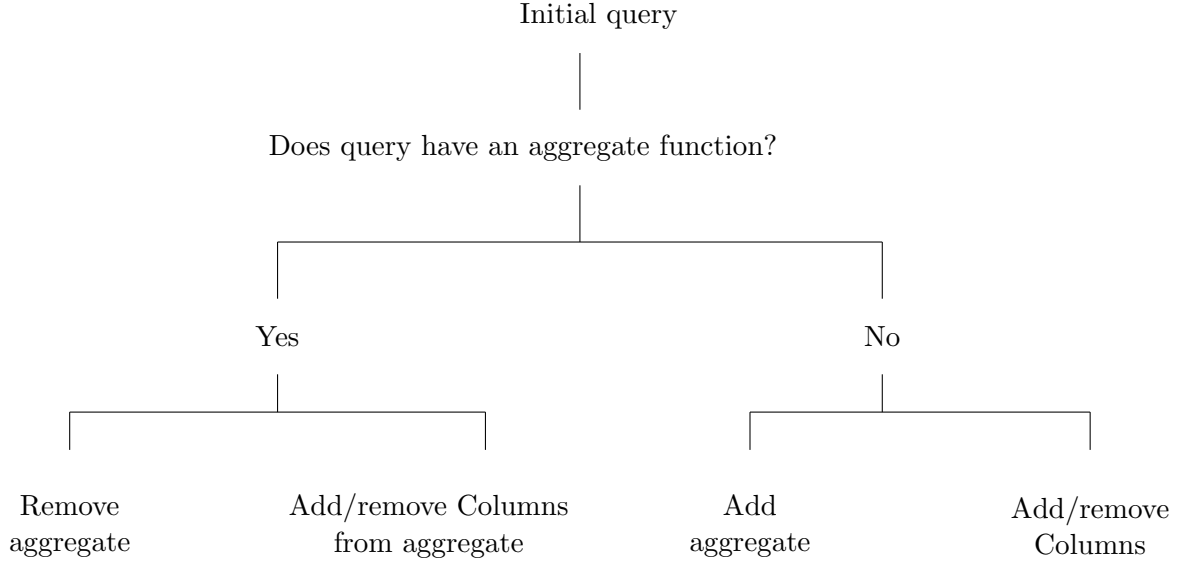 Initial query
Does query have an aggregate function?
Yes
No
Remove
aggregate
Add/remove Columns
from aggregate
Add
aggregate
Add/remove
Columns